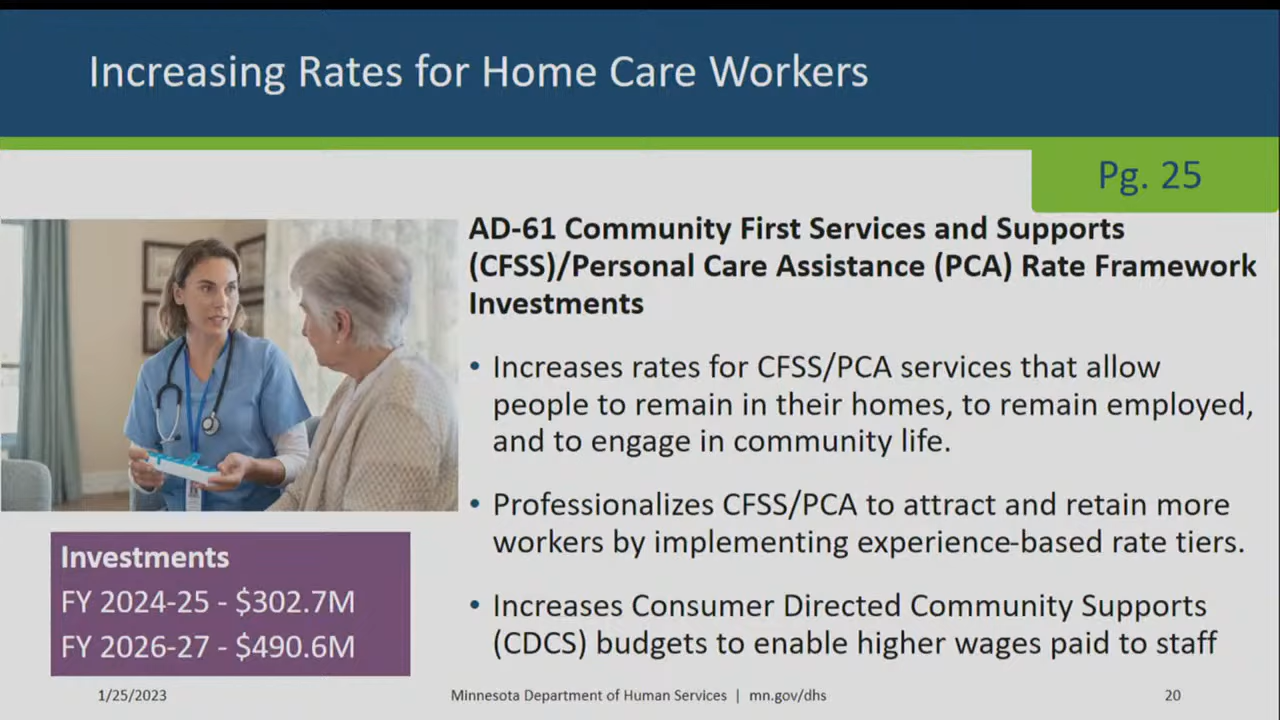 Increasing Rates for Home Care Workers
Pg. 25
AD-61 Community First Services and Supports
(CFSS)/Personal Care Assistance (PCA) Rate Framework
Investments
• Increases rates for CFSS/PCA services that allow
people to remain in their homes, to remain employed,
and to engage in community life.
• Professionalizes CFSS/PCA to attract and retain more
workers by implementing experience-based rate tiers.
• Increases Consumer Directed Community Supports
(CDCS) budgets to enable higher wages paid to staff
Investments
FY 2024-25 - $302.7M
FY 2026-27 - $490.6M
1/25/2023
Minnesota Department of Human Services | mn.gov/dhs
20